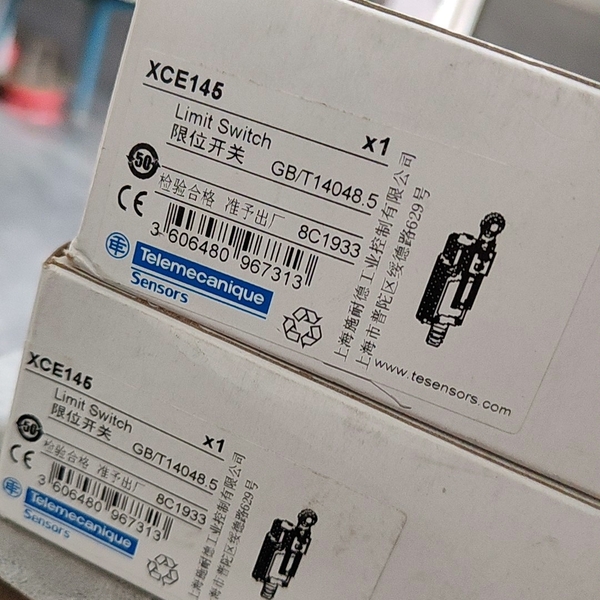 XCE145
Limit Switch
限位开关
x1
GB/T14048.5
50
检验合格 准予出厂
8C1933
CE
3 606480 967313
TE
Telemecanique
Sensors
上海施耐德工业控制有限公司
上海市普陀区绥德路629号
www.tesensors.com
XCE145
Limit Switch
限位开关
x1
GB/T14048.5
50
检验合格 准予出厂
8C1933
CE
3 606480 967313
TE
Telemecanique
Sensors
上海施耐德工业控制有限公司
上海市普陀区绥德路629号